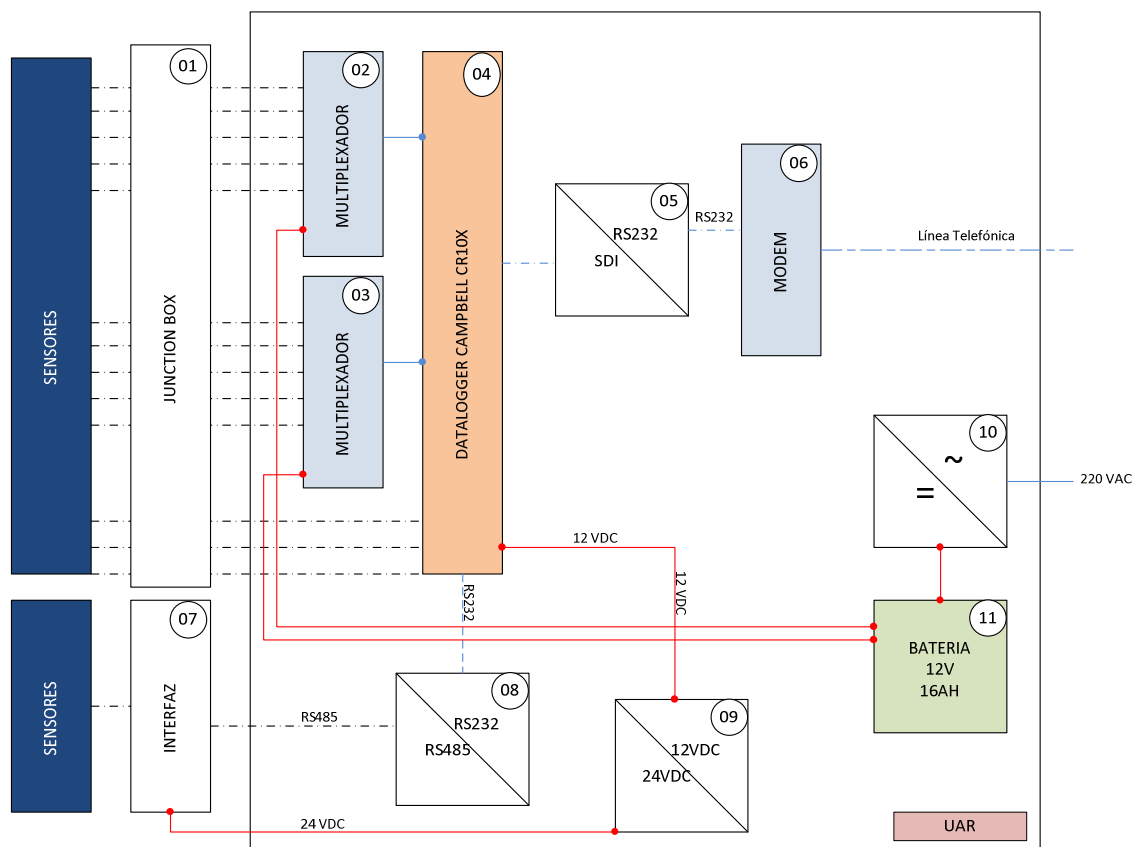 SENSORES
01
JUNCTION BOX
02
MULTIPLEXADOR
03
MULTIPLEXADOR
04
DATALOGGER CAMPBELL CR10X
05
RS232
SDI
RS232
06
MODEM
Línea Telefónica
10
~
=
220 VAC
12 VDC
12 VDC
RS232
11
BATERIA
12V
16AH
SENSORES
07
INTERFAZ
RS485
08
RS232
RS485
09
12VDC
24VDC
24 VDC
UAR